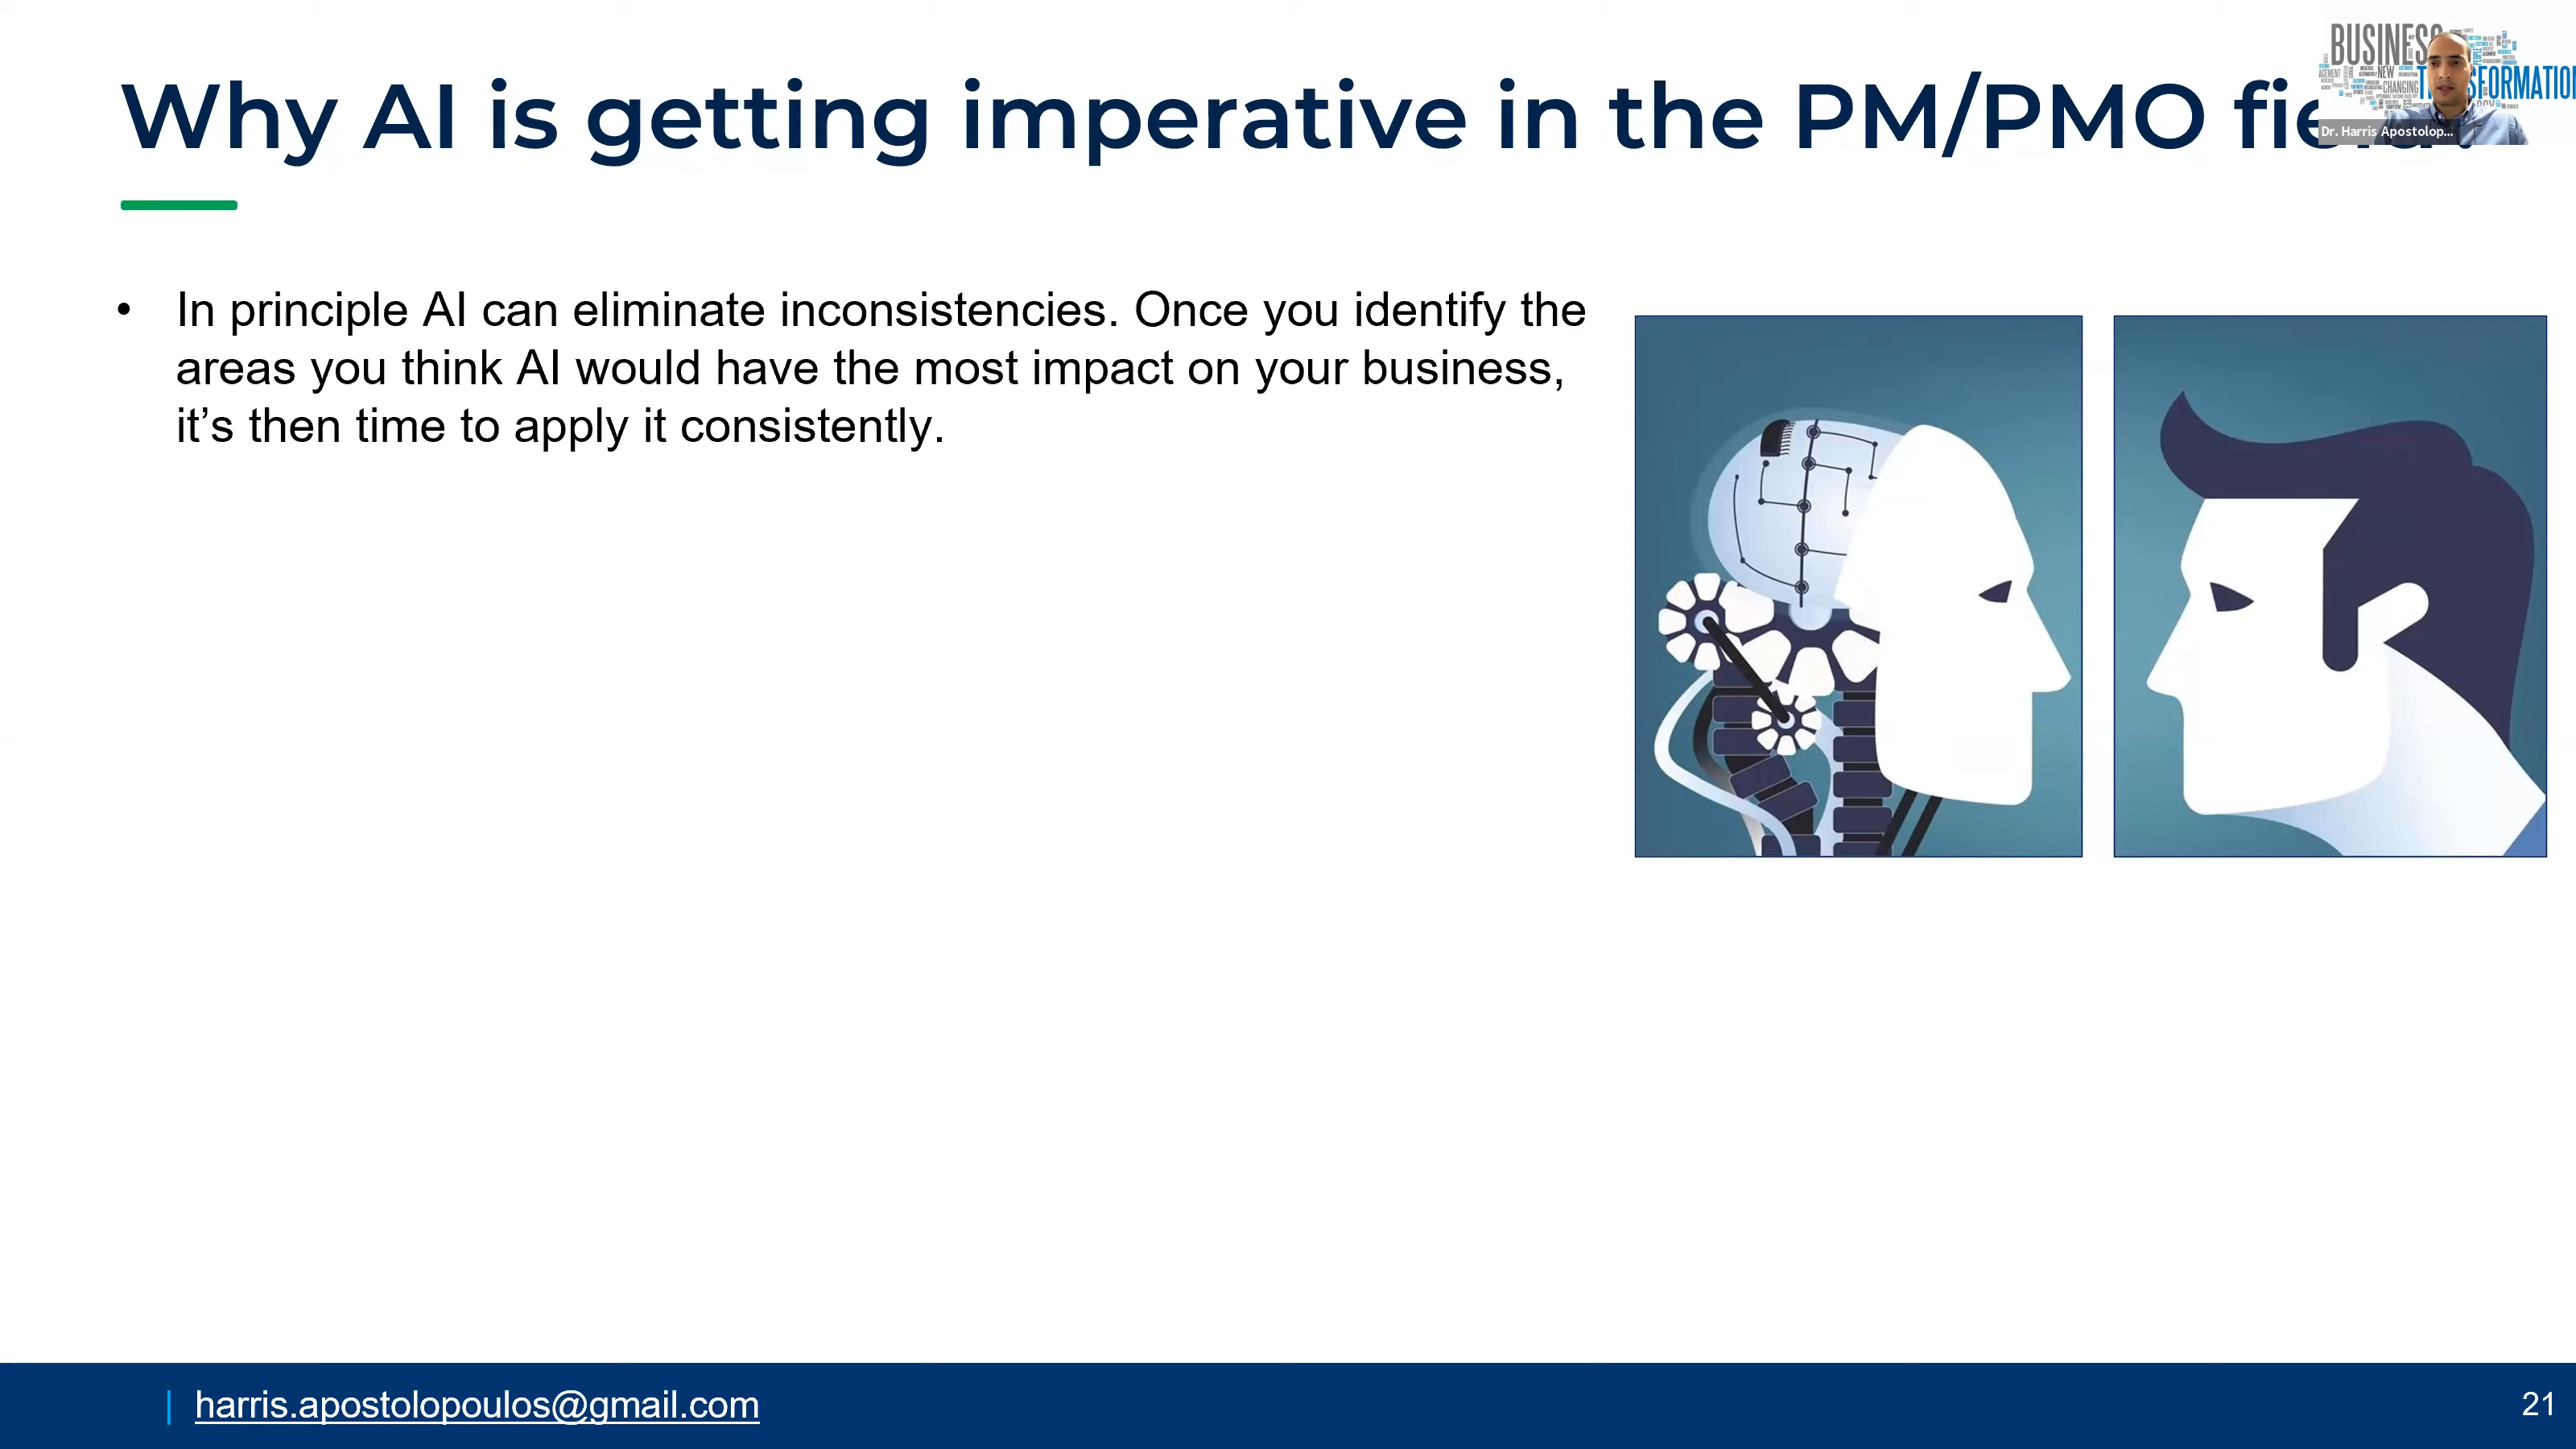 Why AI is getting imperative in the PM/PMO
BUSINESS
NEW
CHANGING
Dr. Harris Apostolop...
• In principle AI can eliminate inconsistencies. Once you identify the
areas you think AI would have the most impact on your business,
it’s then time to apply it consistently.
| harris.apostolopoulos@gmail.com
21